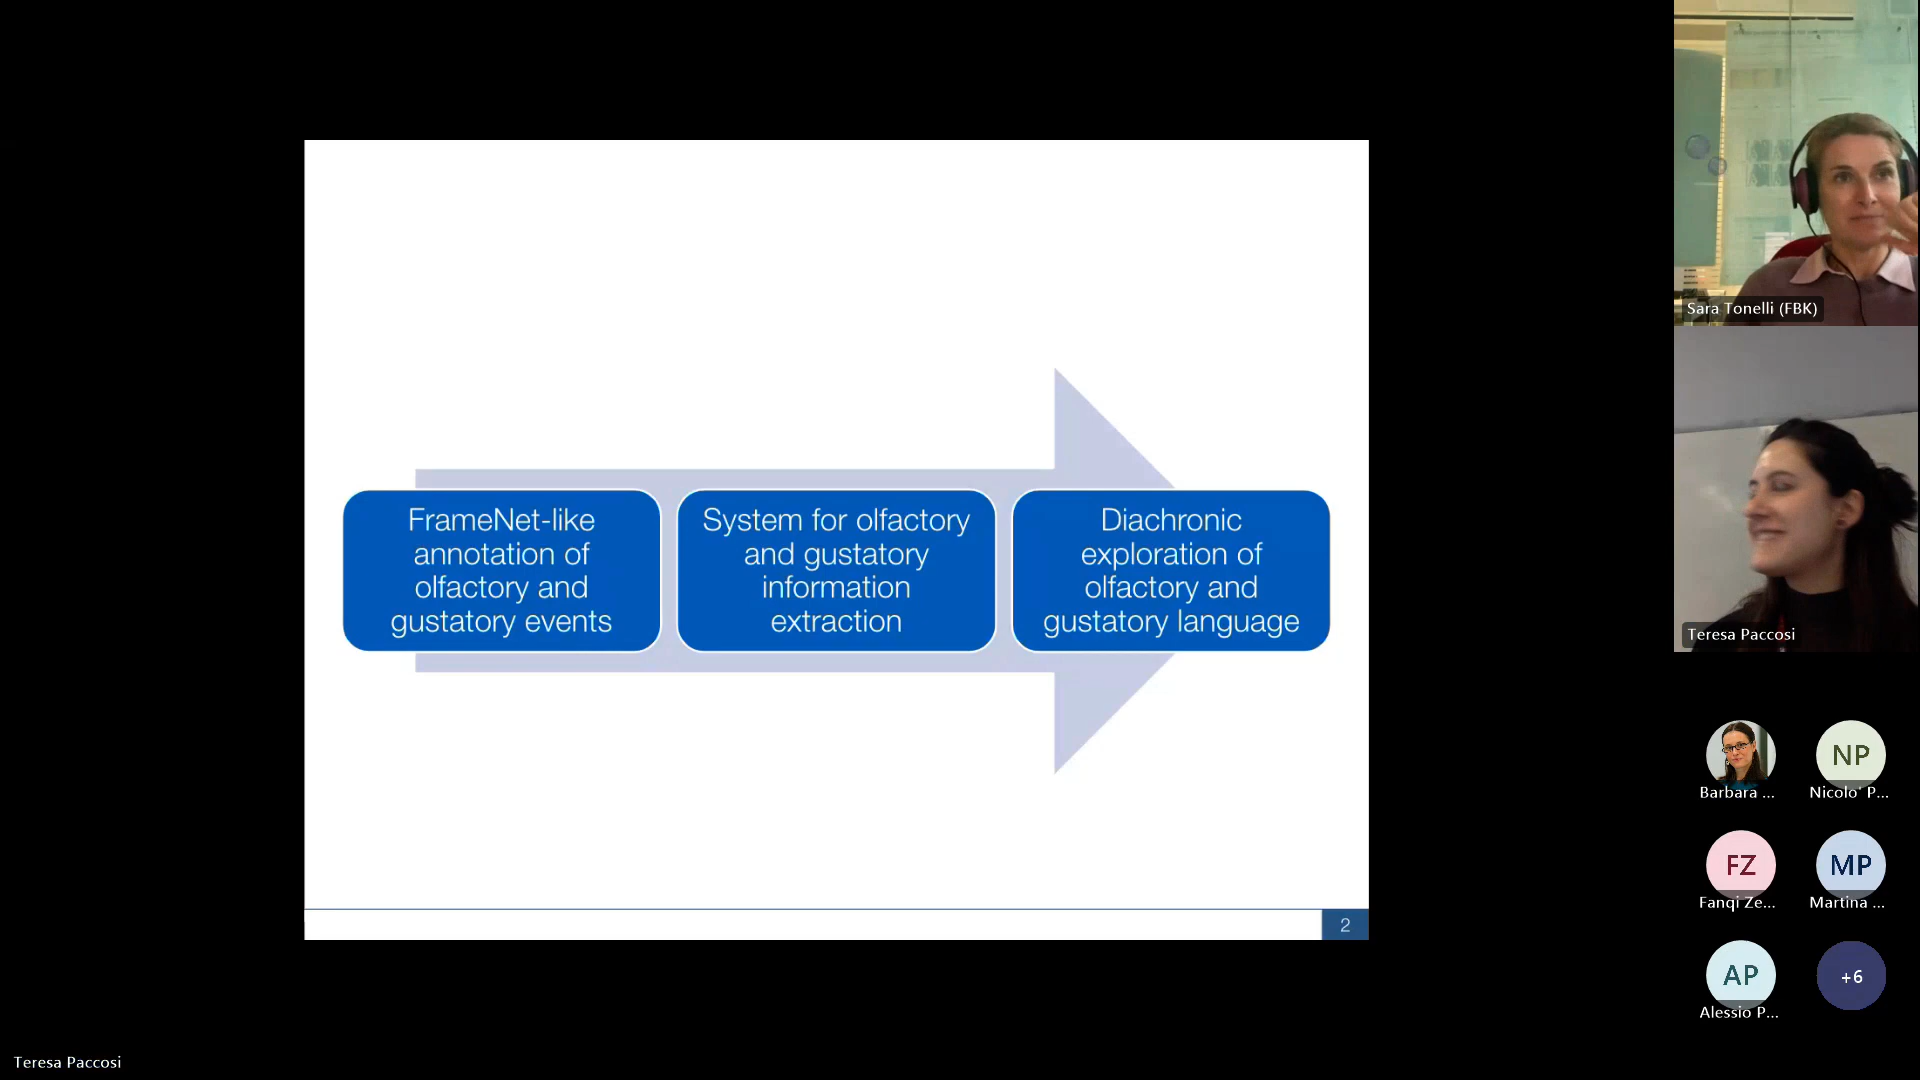 FrameNet-like
annotation of
olfactory and
gustatory events
System for olfactory
and gustatory
information
extraction
Diachronic
exploration of
olfactory and
gustatory language
2
Sara Tonelli (FBK)
Teresa Paccosi
Barbara ...
NP
Nicolo' P...
FZ
Fanqi Ze...
MP
Martina ...
AP
Alessio P...
+6
Teresa Paccosi